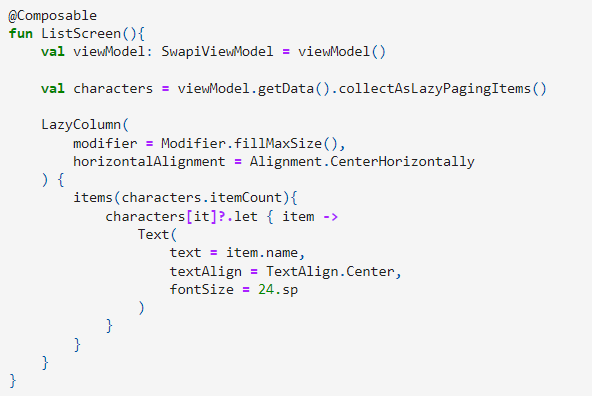 @Composable
fun ListScreen(){
    val viewModel: SwapiViewModel = viewModel()

    val characters = viewModel.getData().collectAsLazyPagingItems()

    LazyColumn(
        modifier = Modifier.fillMaxSize(),
        horizontalAlignment = Alignment.CenterHorizontally
    ) {
        items(characters.itemCount){
            characters[it]?.let { item ->
                Text(
                    text = item.name,
                    textAlign = TextAlign.Center,
                    fontSize = 24.sp
                )
            }
        }
    }
}